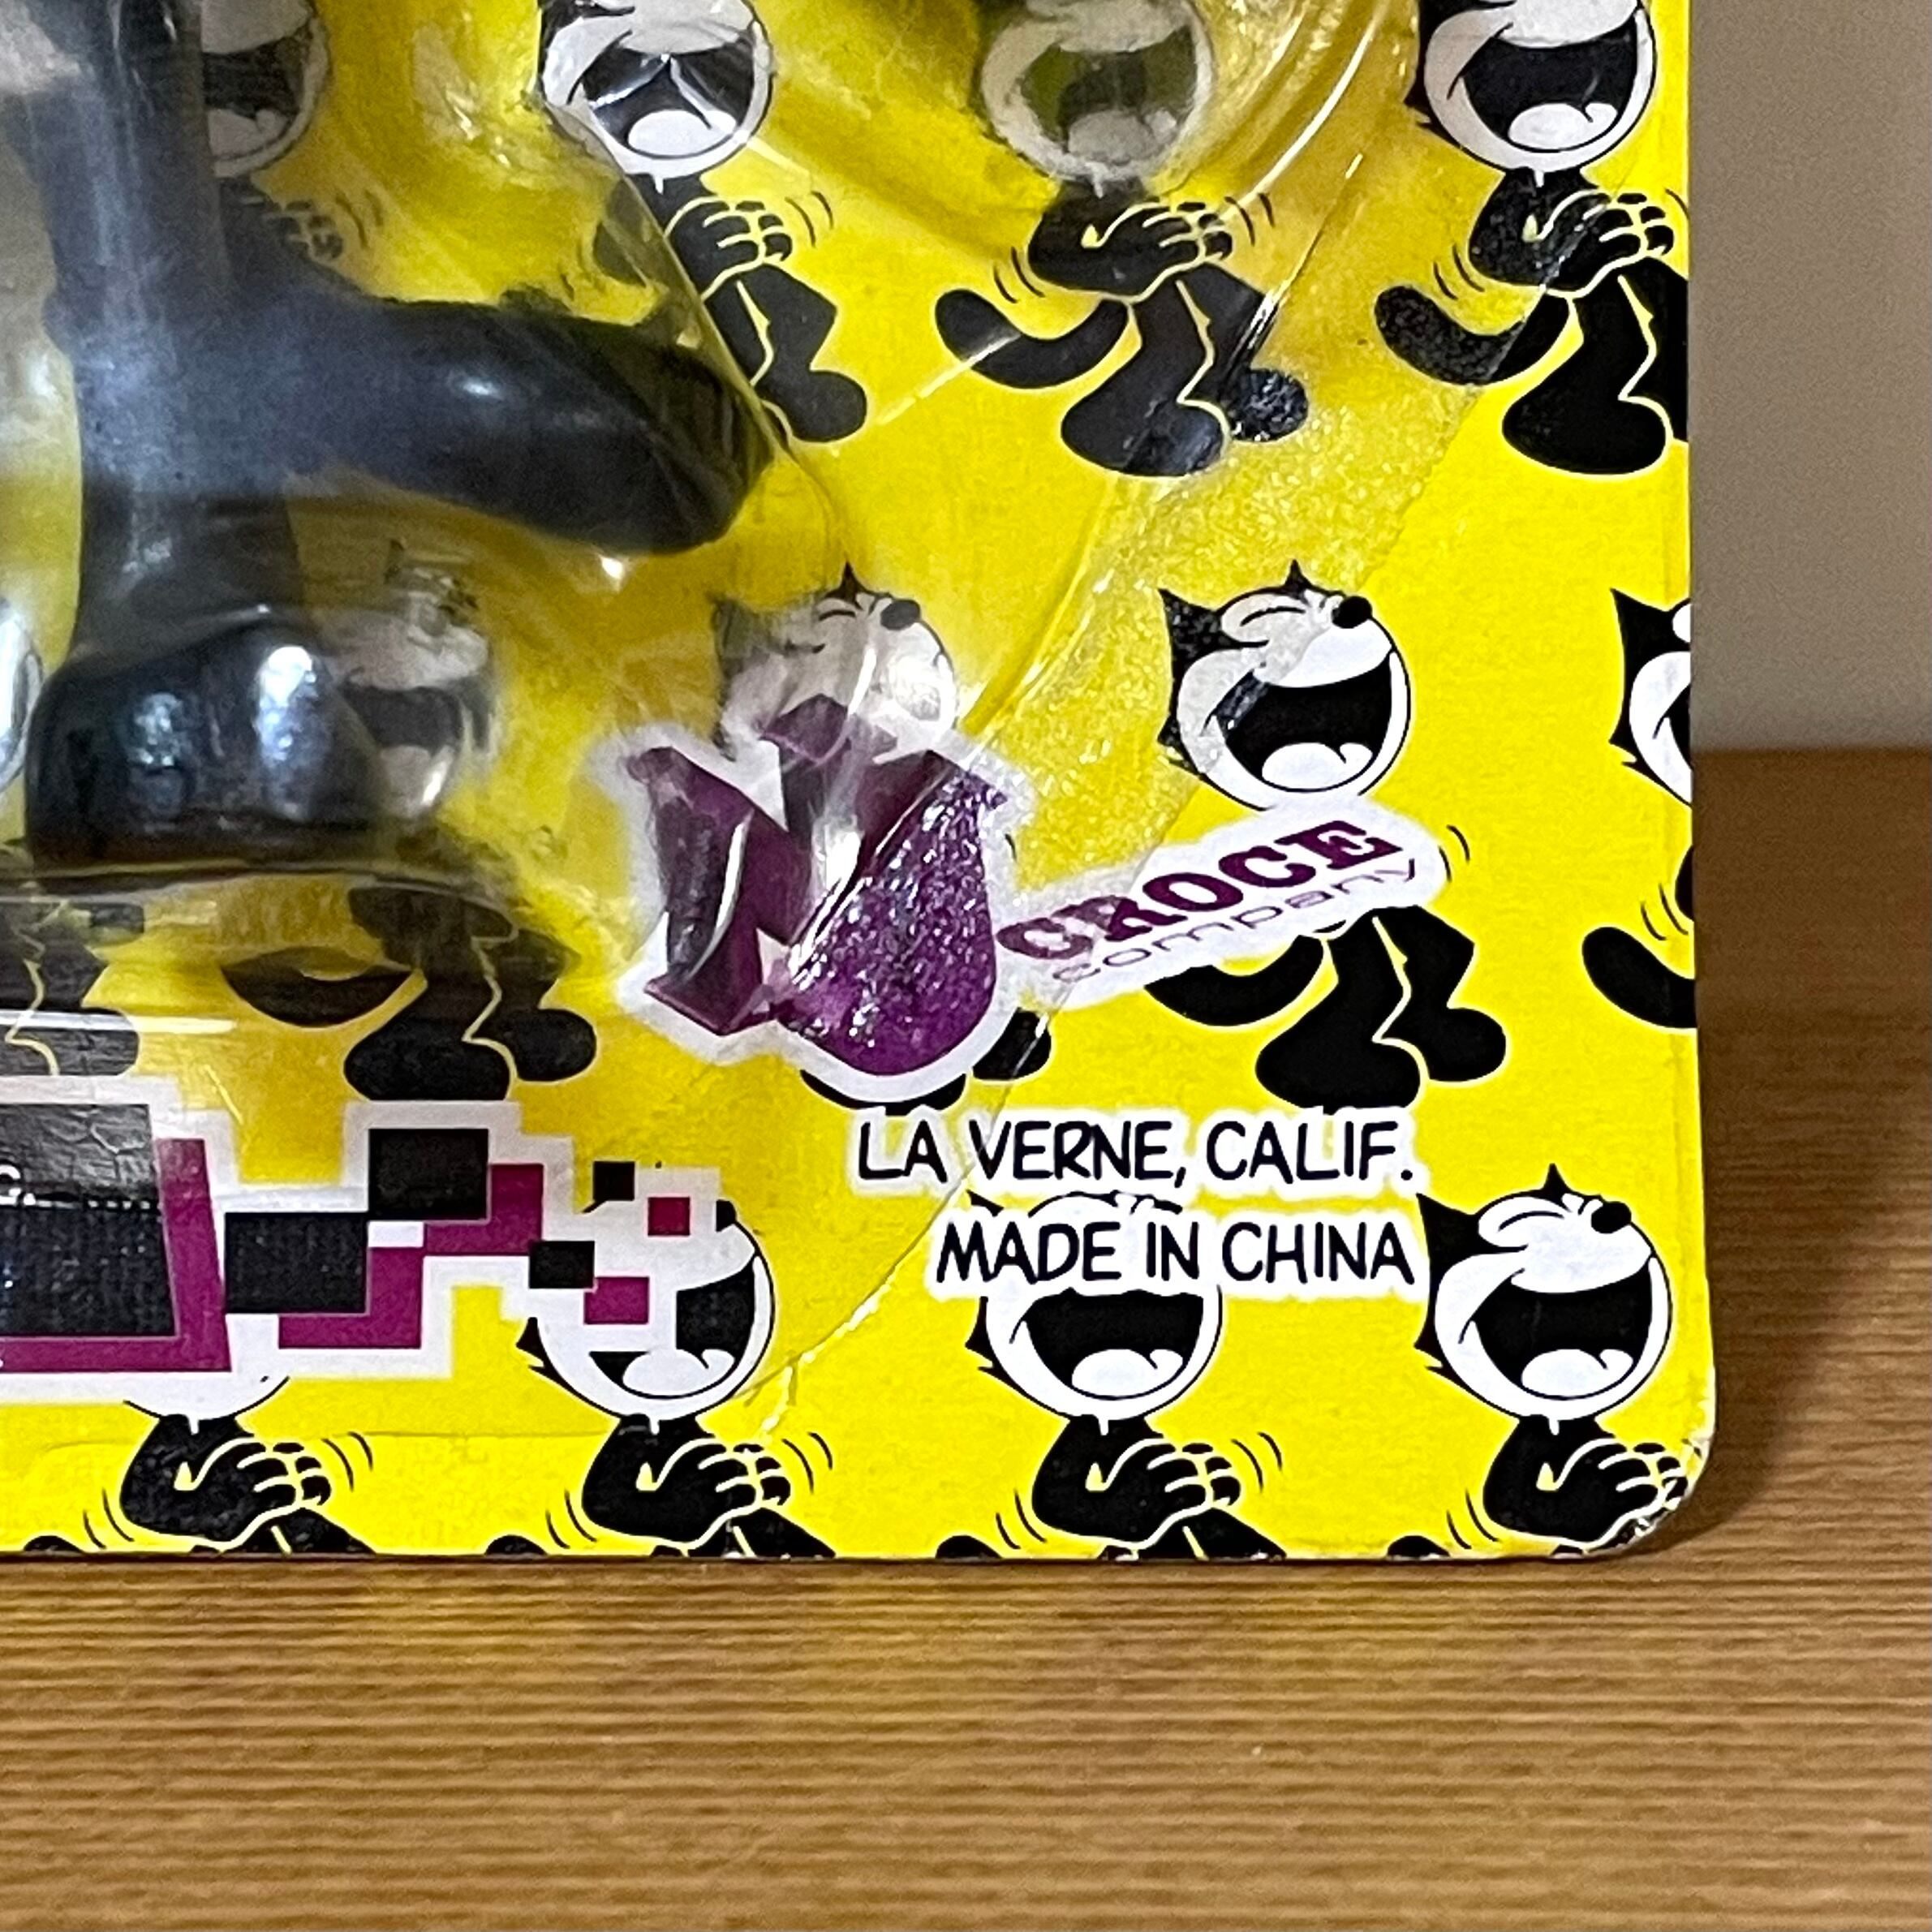 CROCE
company
LA VERNE, CALIF.
MADE IN CHINA